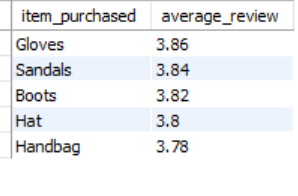 item_purchased average_review
Gloves 3.86
Sandals 3.84
Boots 3.82
Hat 3.8
Handbag 3.78